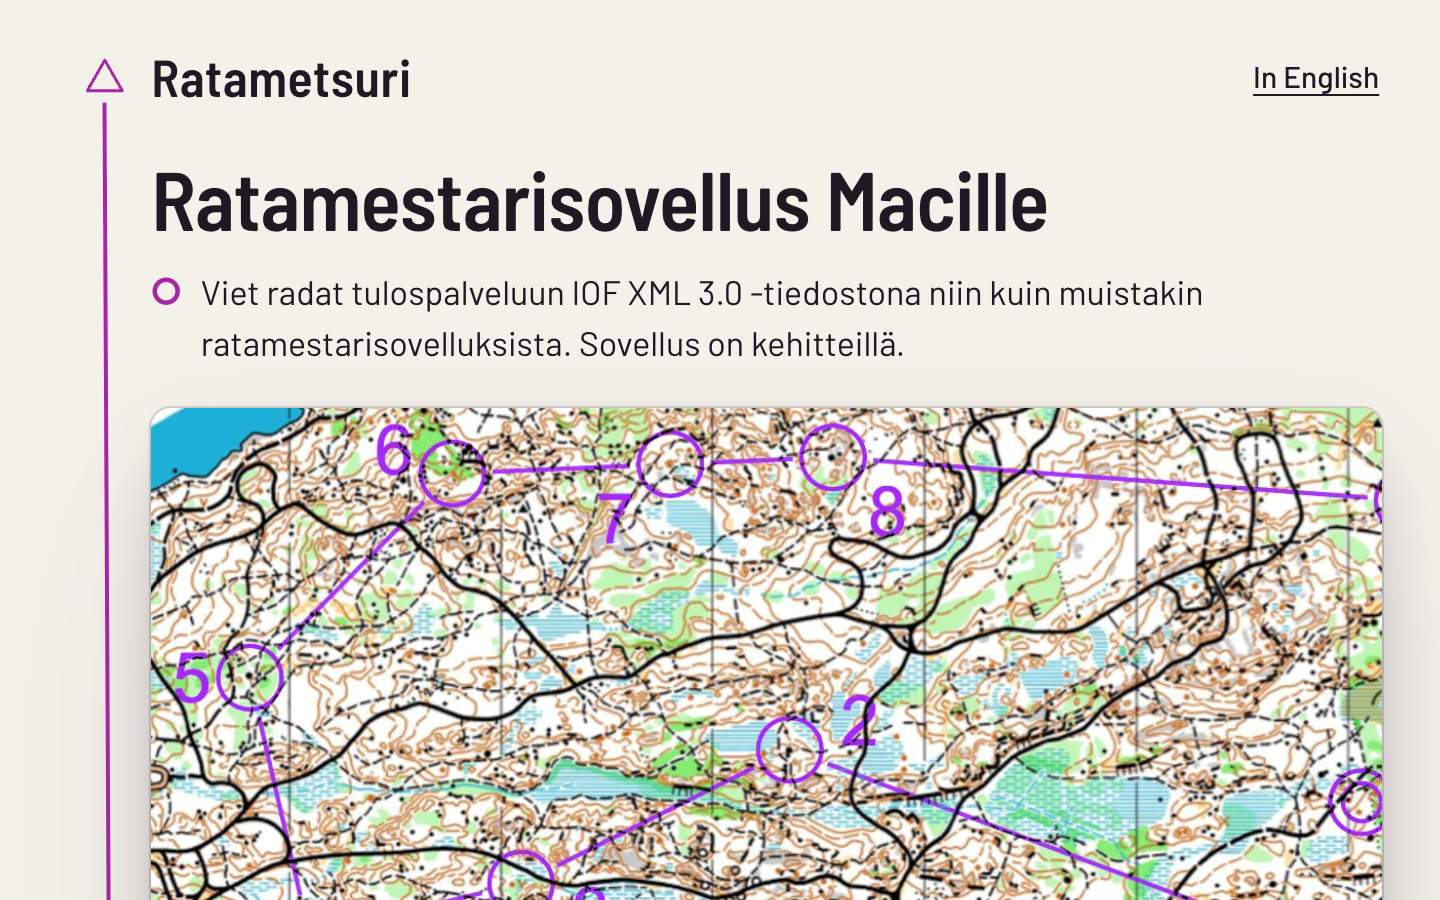 Ratametsuri
In English
Ratamestarisovellus Macille
Viet radat tulospalveluun IOF XML 3.0 -tiedostona niin kuin muistakin
ratamestarisovelluksista. Sovellus on kehitteillä.
6
7
8
5
2